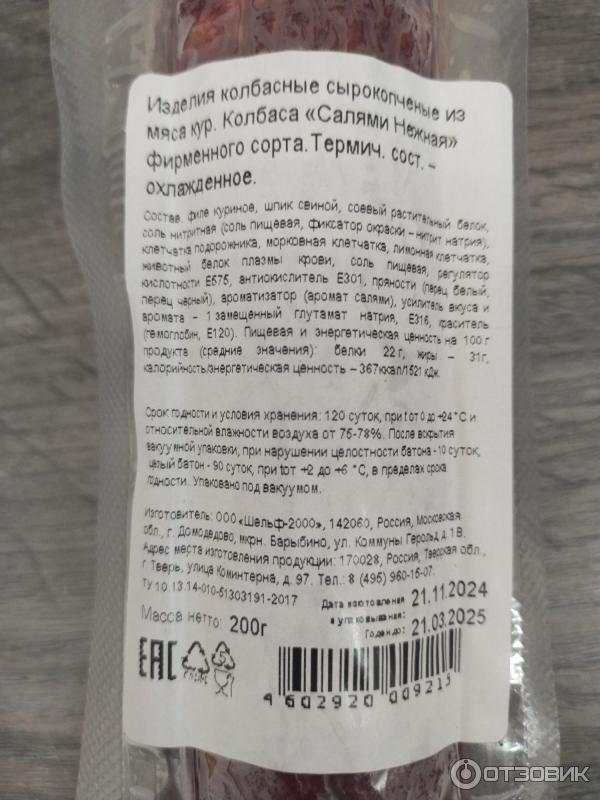 Изделия колбасные сырокопченые из
мяса кур. Колбаса «Салями Нежная»
фирменного сорта. Термич. сост. –
охлажденное.
Состав: филе куриное, шпик свиной, соевый растительный белок,
соль нитритная (соль пищевая, фиксатор окраски – нитрит натрия),
клетчатка подорожника, морковная клетчатка, лимонная клетчатка,
животный белок плазмы крови, соль пищевая, регулятор
кислотности Е575, антиокислитель Е301, пряности (перец белый,
перец черный), ароматизатор (аромат салями), усилитель вкуса и
аромата - 1 замещенный глутамат натрия, Е316, краситель
(гемоглобин, Е120). Пищевая и энергетическая ценность на 100 г
продукта (средние значения): белки 22 г, жиры – 31г,
калорийность/энергетическая ценность – 367ккал/1521 кДж.
Срок годности и условия хранения: 120 суток, при t от 0 до +24°С и
относительной влажности воздуха от 75-78%. После вскрытия
вакуумной упаковки, при нарушении целостности батона - 10 суток,
целый батон - 90 суток, при tот +2 до +6 °С, в пределах срока
годности. Упаковано под вакуумом.
Изготовитель: ООО «Шельф-2000», 142060, Россия, Московская
обл., г. Домодедово, мкрн. Барыбино, ул. Коммуны Герольд д.1В.
Адрес места изготовления продукции: 170028, Россия, Тверская обл.,
г. Тверь, улица Коминтерна, д. 97. Тел.: 8 (495) 960-15-07.
ТУ 10.13.14-010-51303191-2017
Дата изготовления 21.11.2024
и упаковывания:
Масса нетто: 200г
Годен до: 21.03.2025
ЕАС
4 602920 009215
ОТЗОВИК